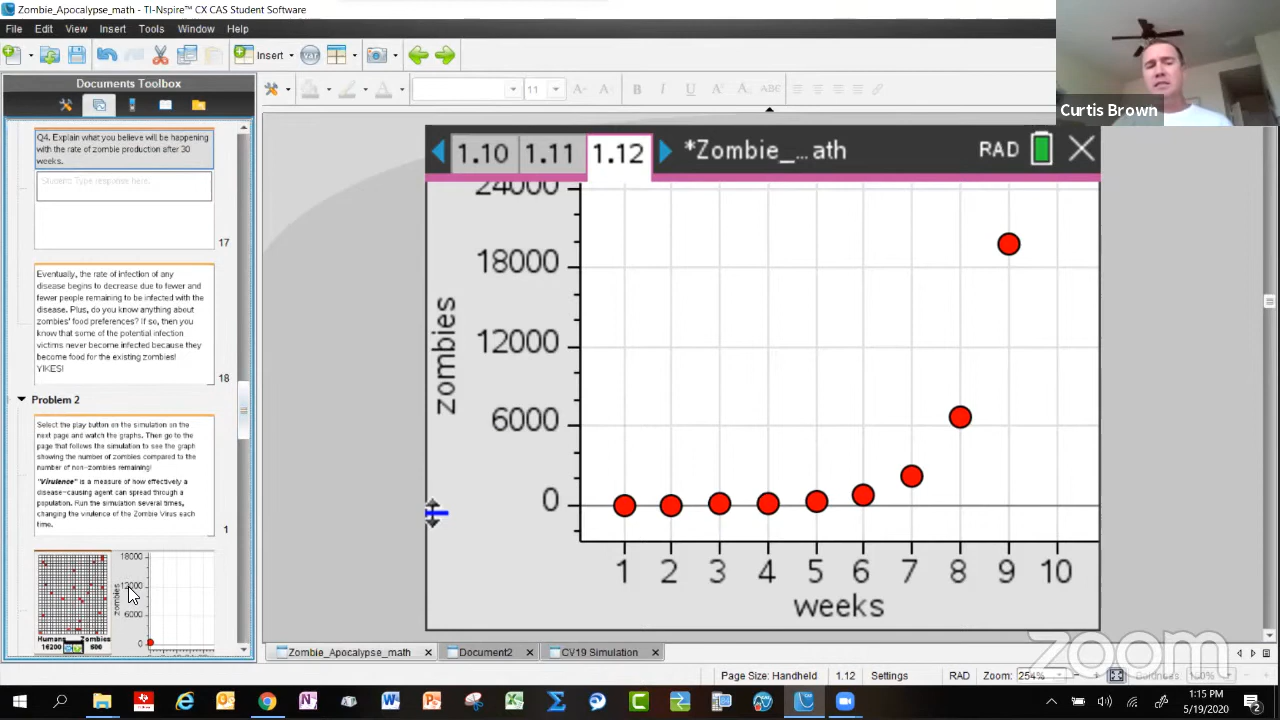 Zombie_Apocalypse_math - TI-Nspire™ CX CAS Student Software
File Edit View Insert Tools Window Help
Insert
Documents Toolbox
11
B I U
Curtis Brown
Q4. Explain what you believe will be happening
with the rate of zombie production after 30
weeks.
Student: Type response here.
17
Eventually, the rate of infection of any
disease begins to decrease due to fewer and
fewer people remaining to be infected with the
disease. Plus, do you know anything about
zombies' food preferences? If so, then you
know that some of the potential infection
victims never become infected because they
become food for the existing zombies!
YIKES!
18
Problem 2
Select the play button on the simulation on the
next page and watch the graphs. Then go to the
page that follows the simulation to see the graph
showing the number of zombies compared to the
number of non-zombies remaining!
"Virulence" is a measure of how effectively a
disease-causing agent can spread through a
population. Run the simulation several times,
changing the virulence of the Zombie Virus each
time.
1
18000
12000
6000
0
zombies
Humans Zombies
16200 600
1.10 1.11 1.12 *Zombie_...ath RAD
24000
18000
12000
6000
0
zombies
1 2 3 4 5 6 7 8 9 10
weeks
Zombie_Apocalypse_math Document2 CV19 Simulation
zoom
Page Size: Handheld 1.12 Settings RAD Zoom: 254%
1:15 PM
5/19/2020